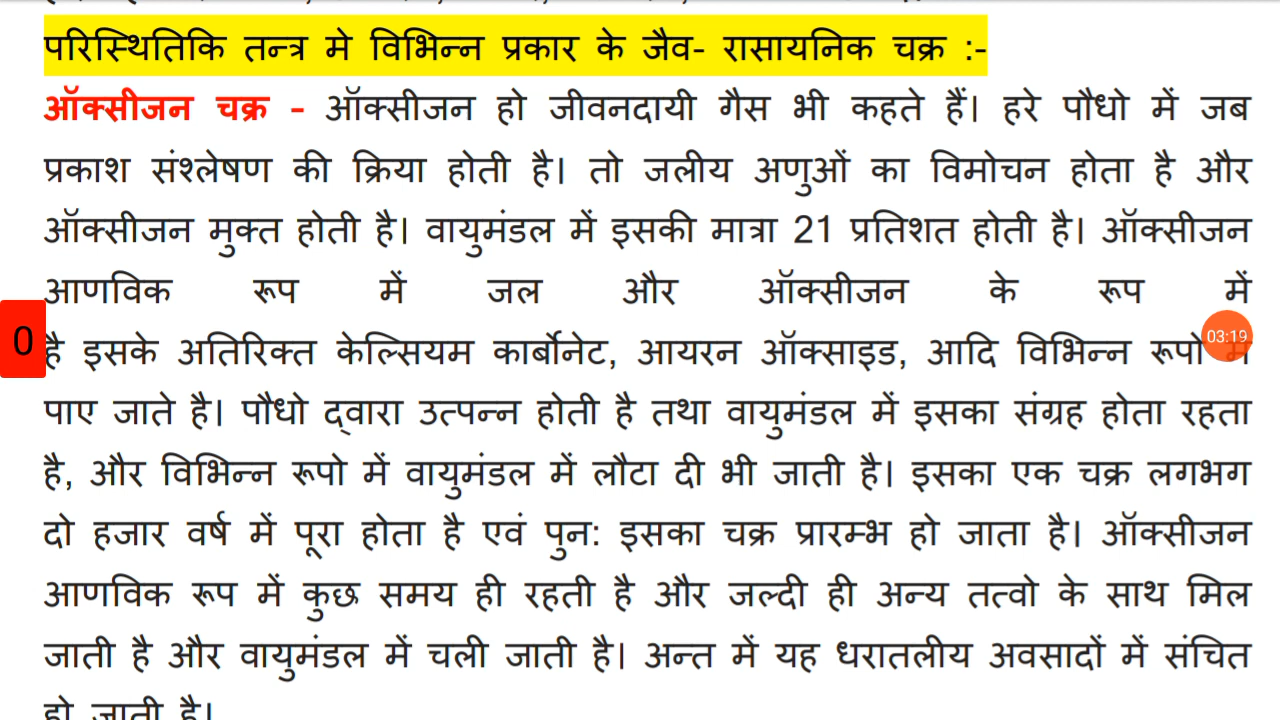 परिस्थितिकि तन्त्र मे विभिन्न प्रकार के जैव- रासायनिक चक्र :-
ऑक्सीजन चक्र – ऑक्सीजन हो जीवनदायी गैस भी कहते हैं। हरे पौधो में जब
प्रकाश संश्लेषण की क्रिया होती है। तो जलीय अणुओं का विमोचन होता है और
ऑक्सीजन मुक्त होती है। वायुमंडल में इसकी मात्रा 21 प्रतिशत होती है। ऑक्सीजन
आणविक रूप में जल और ऑक्सीजन के रूप में
0
03:19
है इसके अतिरिक्त केल्सियम कार्बोनेट, आयरन ऑक्साइड, आदि विभिन्न रूपो
पाए जाते है। पौधो द्वारा उत्पन्न होती है तथा वायुमंडल में इसका संग्रह होता रहता
है, और विभिन्न रूपो में वायुमंडल में लौटा दी भी जाती है। इसका एक चक्र लगभग
दो हजार वर्ष में पूरा होता है एवं पुन: इसका चक्र प्रारम्भ हो जाता है। ऑक्सीजन
आणविक रूप में कुछ समय ही रहती है और जल्दी ही अन्य तत्वो के साथ मिल
जाती है और वायुमंडल में चली जाती है। अन्त में यह धरातलीय अवसादों में संचित
हो जाती है।